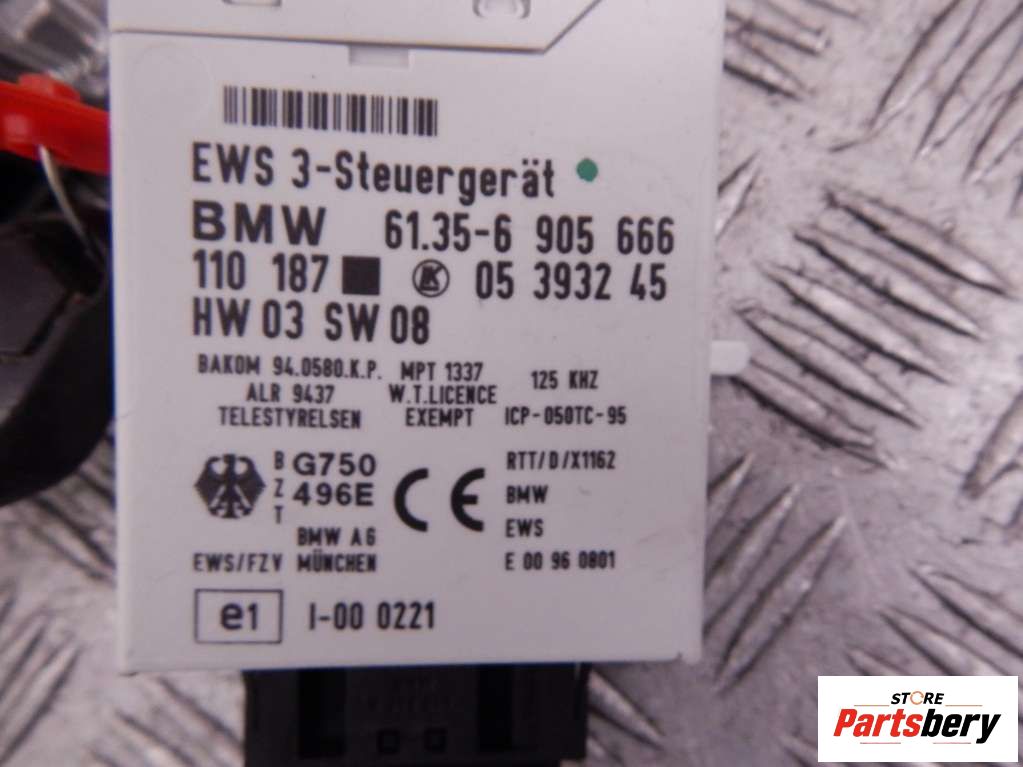 EWS 3-Steuergerät
BMW 61.35-6 905 666
110 187 05 3932 45
HW 03 SW 08
BAKOM 94.0580.K.P. MPT 1337 125 KHZ
ALR 9437 W.T.LICENCE
TELESTYRELSEN EXEMPT ICP-050TC-95
BZT G750 496E CE RTT/D/X1162
BMW
BMW AG EWS
EWS/FZV MÜNCHEN E 00 96 0801
e1 I-00 0221
STORE
Partsbery